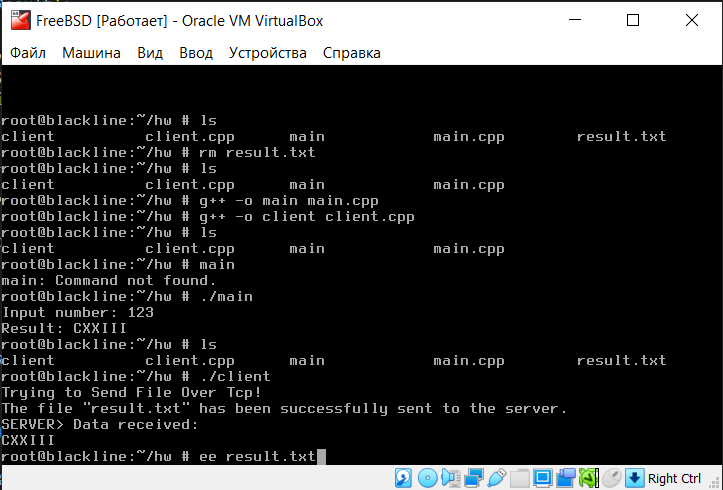 FreeBSD [Работает] - Oracle VM VirtualBox
Файл Машина Вид Ввод Устройства Справка
root@blackline:~/hw # ls
client client.cpp main main.cpp result.txt
root@blackline:~/hw # rm result.txt
root@blackline:~/hw # ls
client client.cpp main main.cpp
root@blackline:~/hw # g++ -o main main.cpp
root@blackline:~/hw # g++ -o client client.cpp
root@blackline:~/hw # ls
client client.cpp main main.cpp
root@blackline:~/hw # main
main: Command not found.
root@blackline:~/hw # ./main
Input number: 123
Result: CXXIII
root@blackline:~/hw # ls
client client.cpp main main.cpp result.txt
root@blackline:~/hw # ./client
Trying to Send File Over Tcp!
The file "result.txt" has been successfully sent to the server.
SERVER> Data received:
CXXIII
root@blackline:~/hw # ee result.txt
Right Ctrl